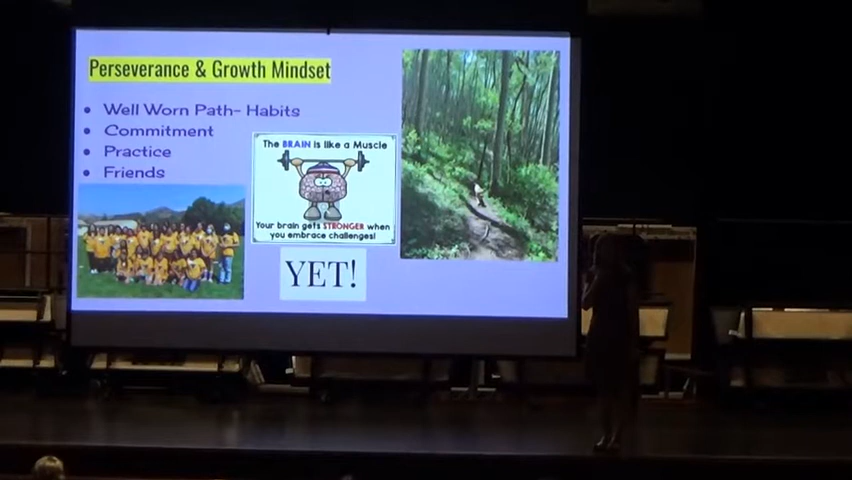 Perseverance & Growth Mindset
Well Worn Path- Habits
Commitment
Practice
Friends
The BRAIN is like a Muscle
Your brain gets STRONGER when
you embrace challenges!
YET!